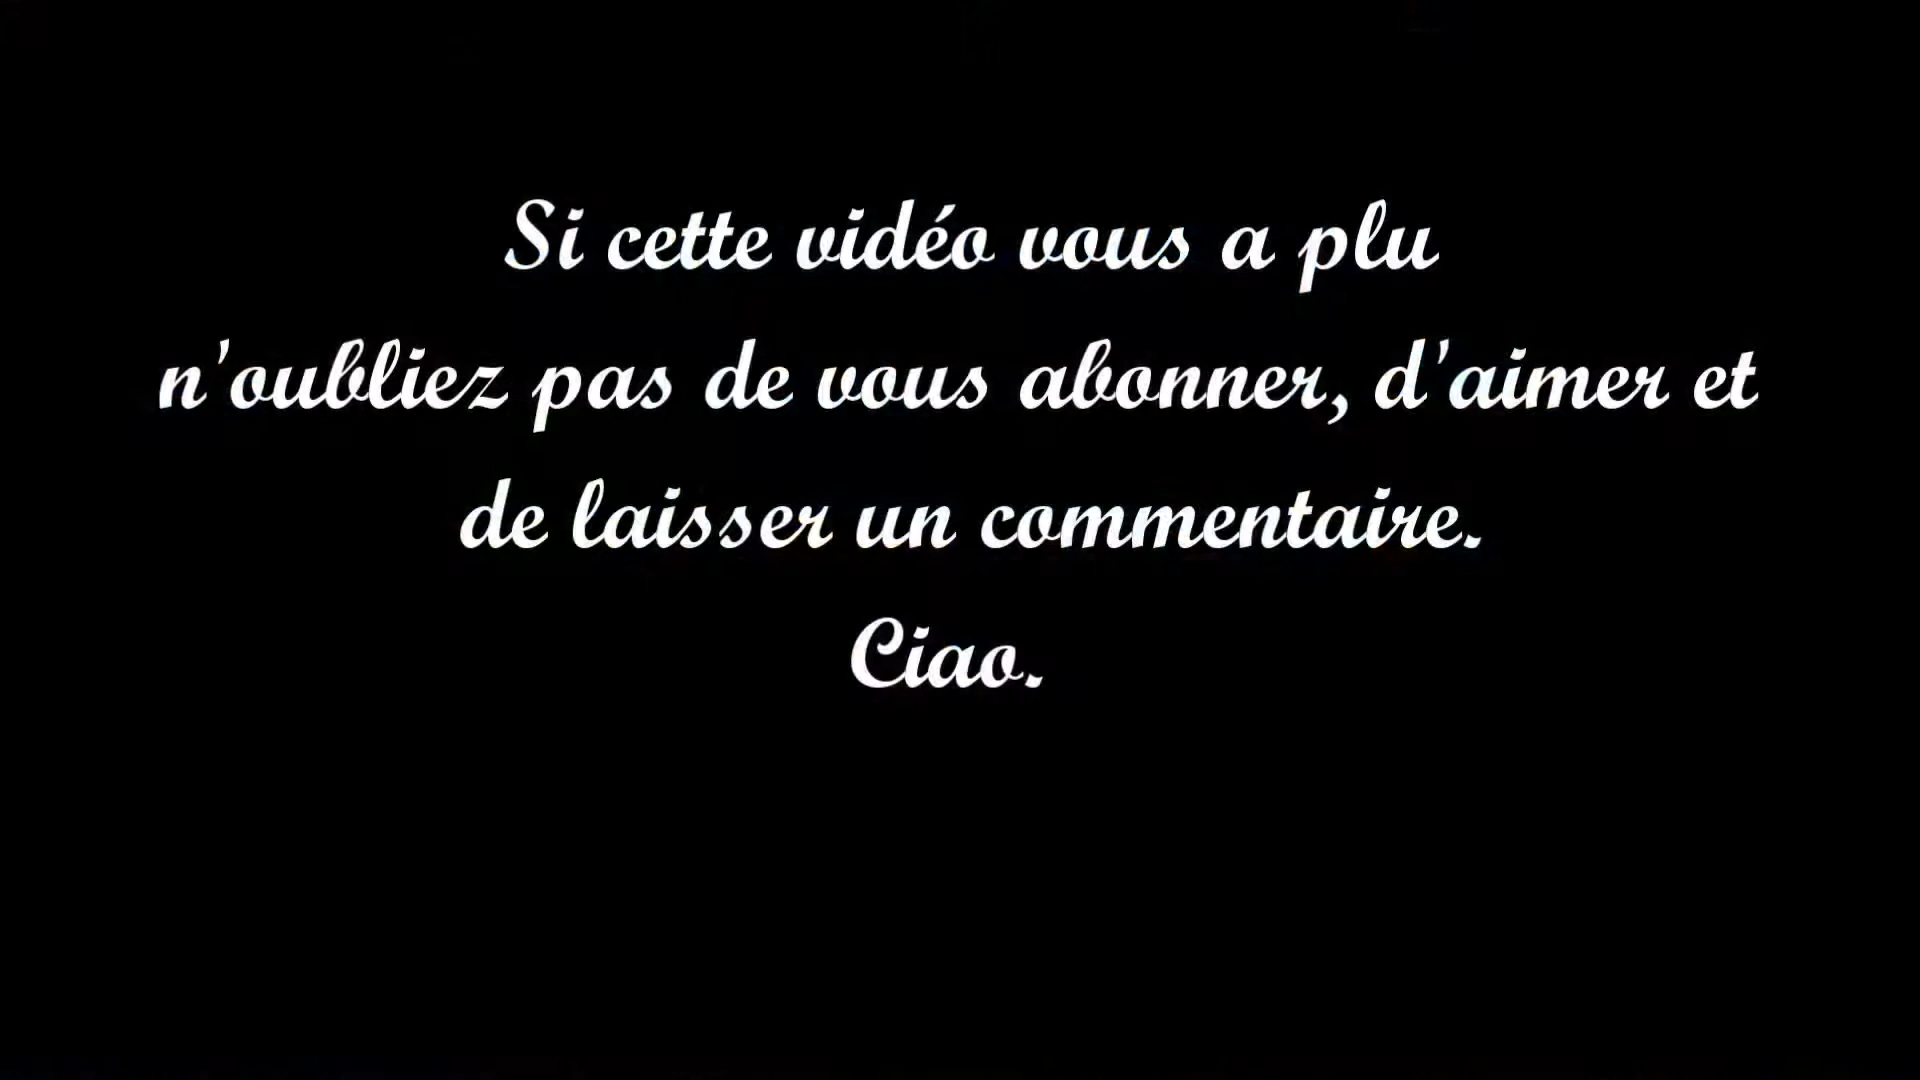 Si cette vidéo vous a plu
n'oubliez pas de vous abonner, d'aimer et
de laisser un commentaire.
Ciao.